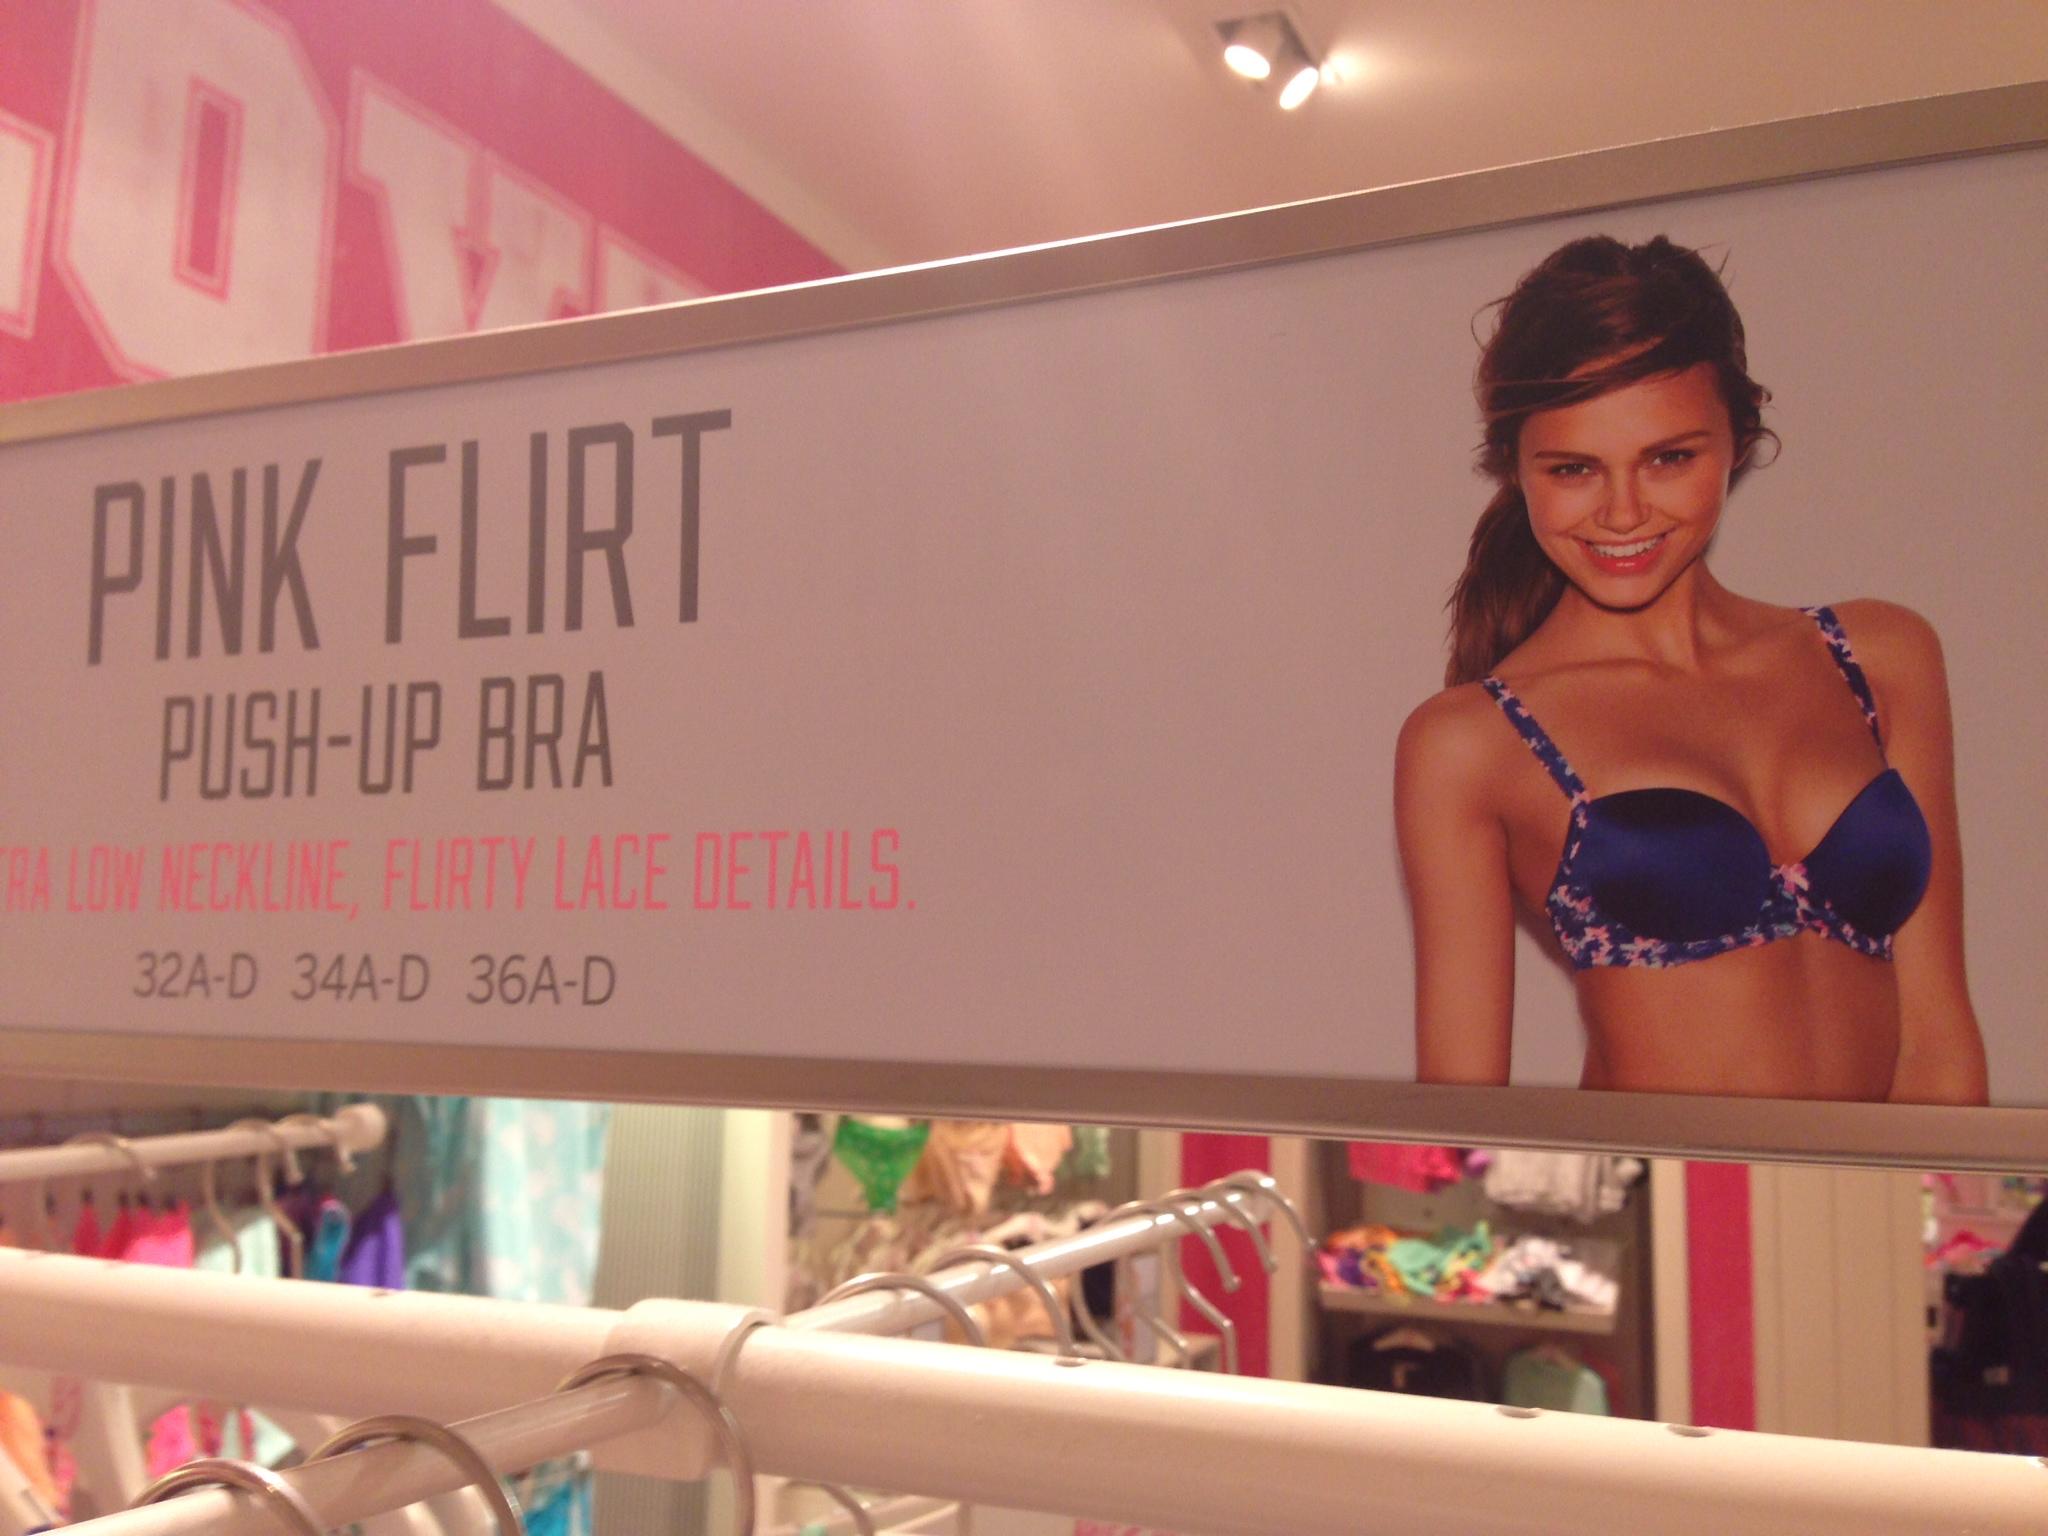 PINK FLIRT
PUSH-UP BRA
LOW NECKLINE, FLIRTY LACE DETAILS.
32A-D 34A-D 36A-D